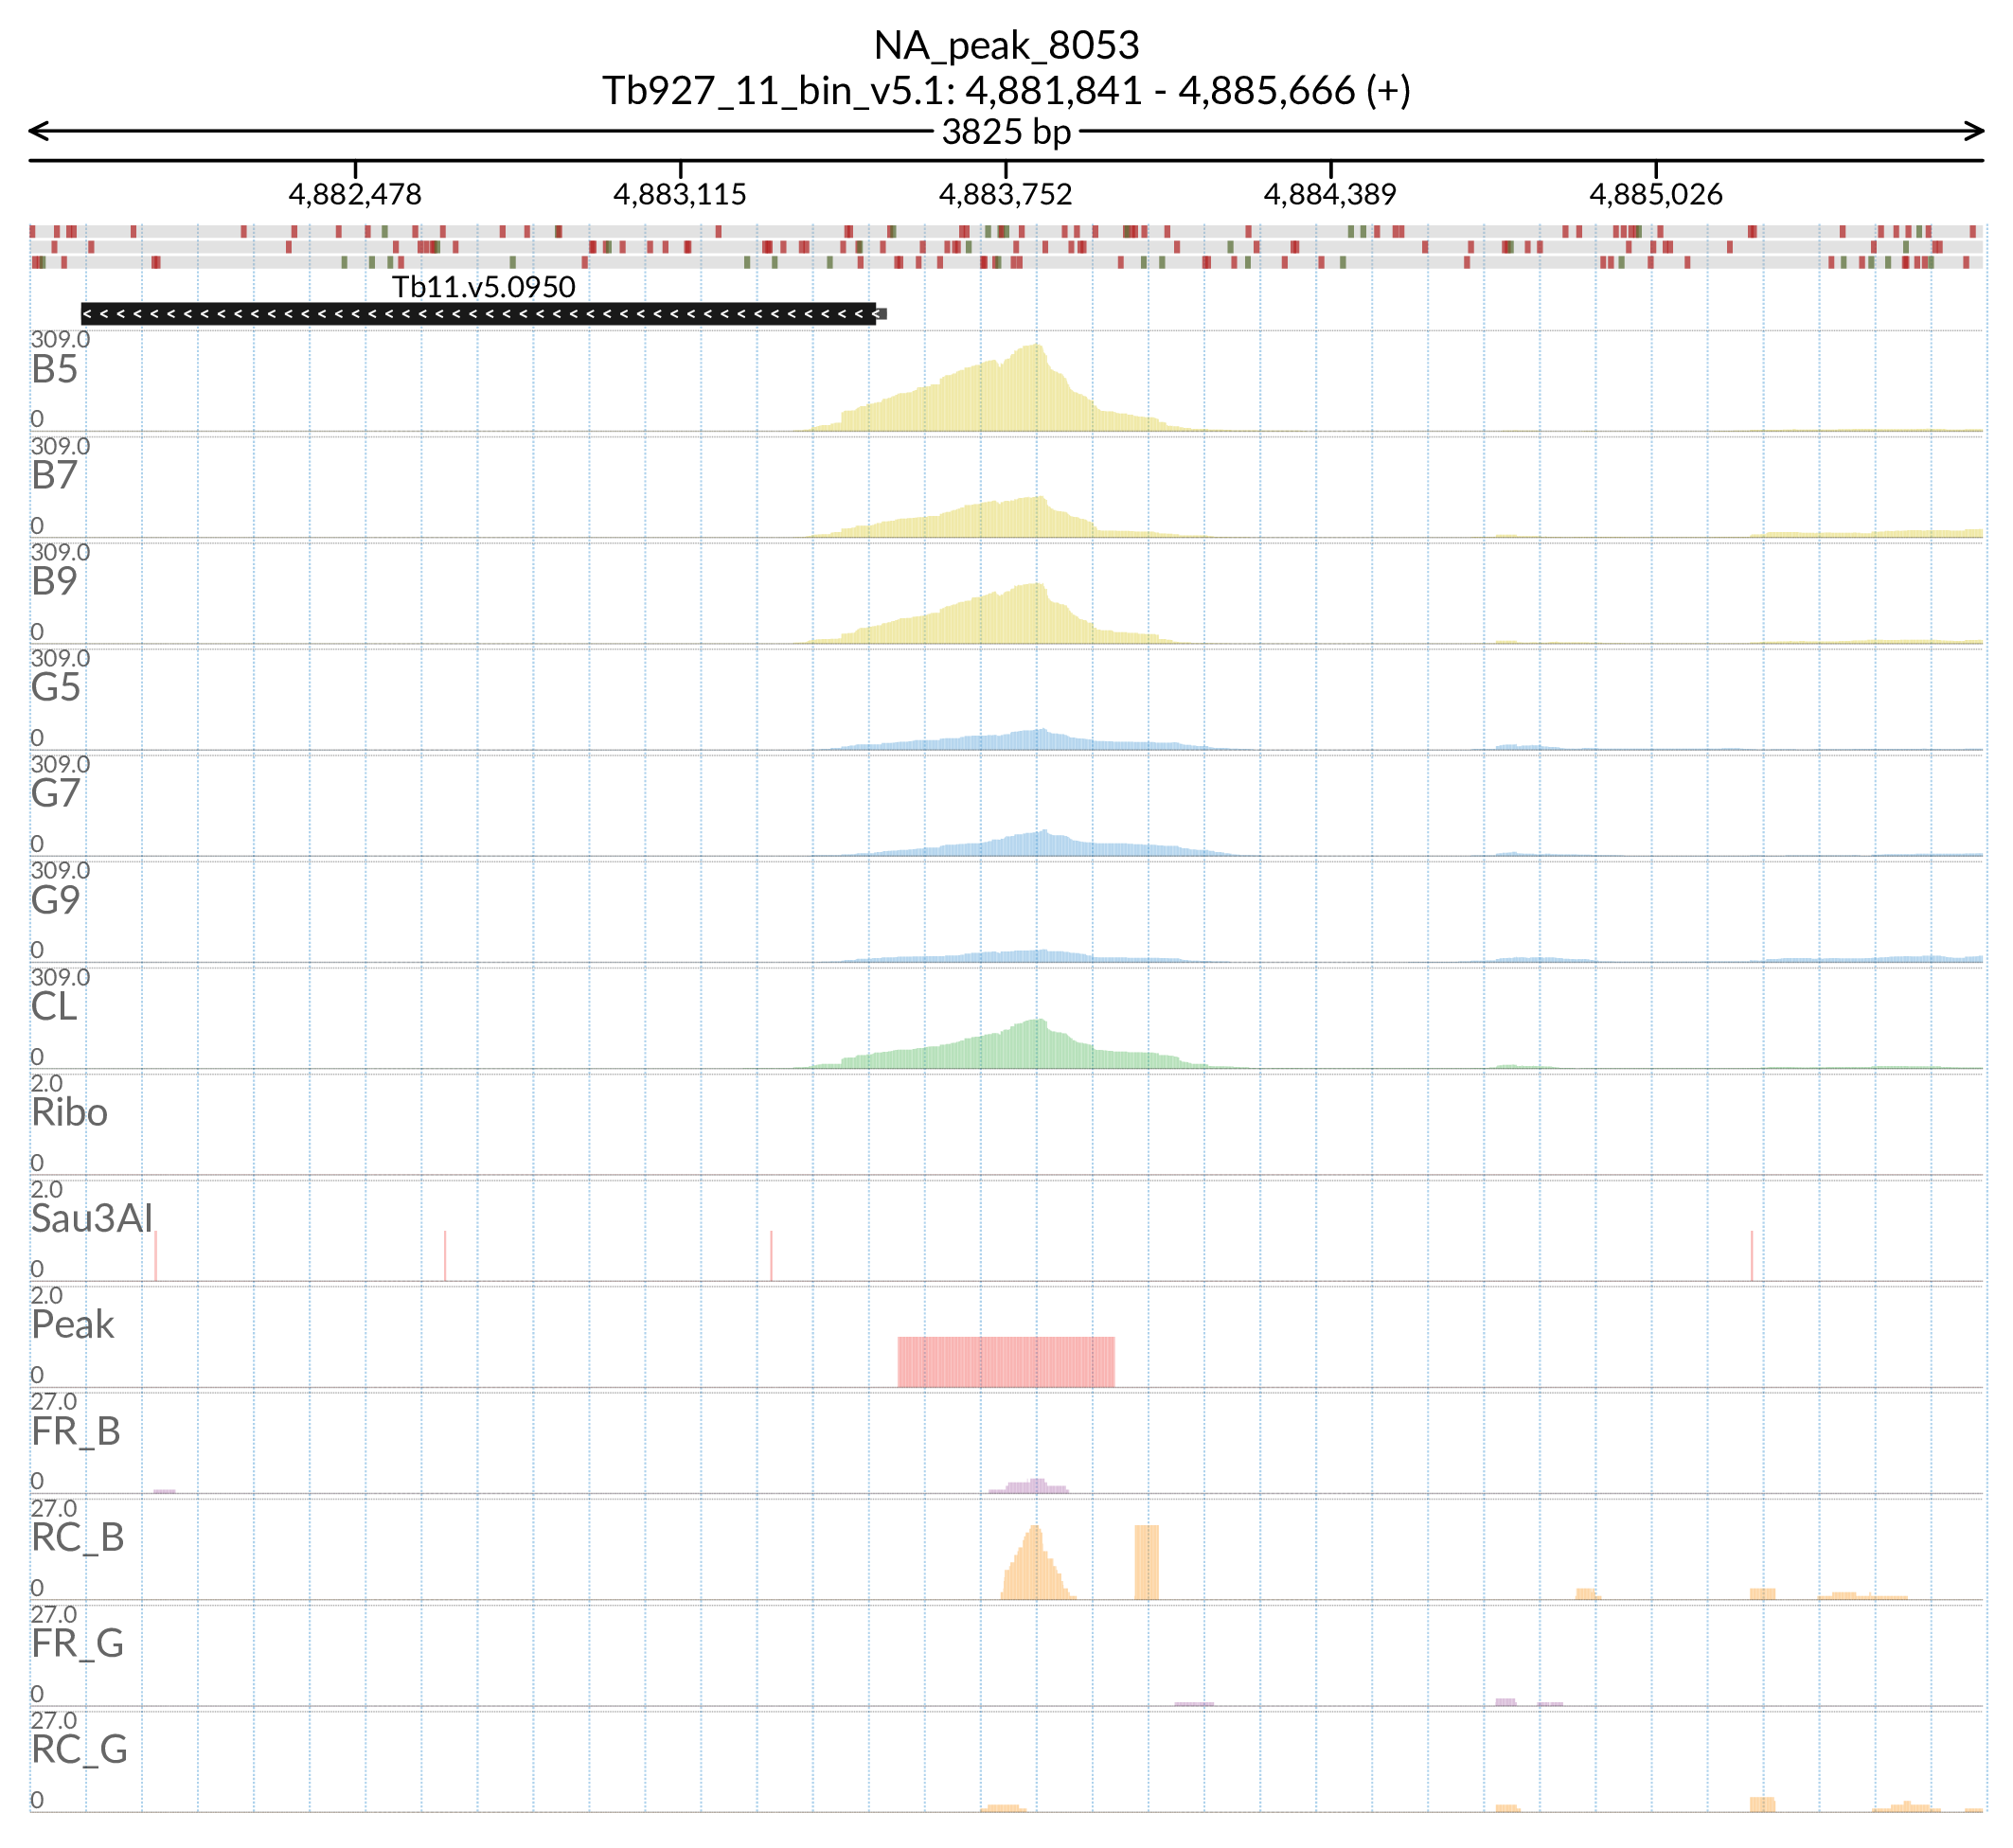 NA_peak_8053
Tb927_11_bin_v5.1: 4,881,841 - 4,885,666 (+)
3825 bp
4,882,478 4,883,115 4,883,752 4,884,389 4,885,026
Tb11.v5.0950
309.0
B5
0
309.0
B7
0
309.0
B9
0
309.0
G5
0
309.0
G7
0
309.0
G9
0
309.0
CL
0
2.0
Ribo
0
2.0
Sau3AI
0
2.0
Peak
0
27.0
FR_B
0
27.0
RC_B
0
27.0
FR_G
0
27.0
RC_G
0